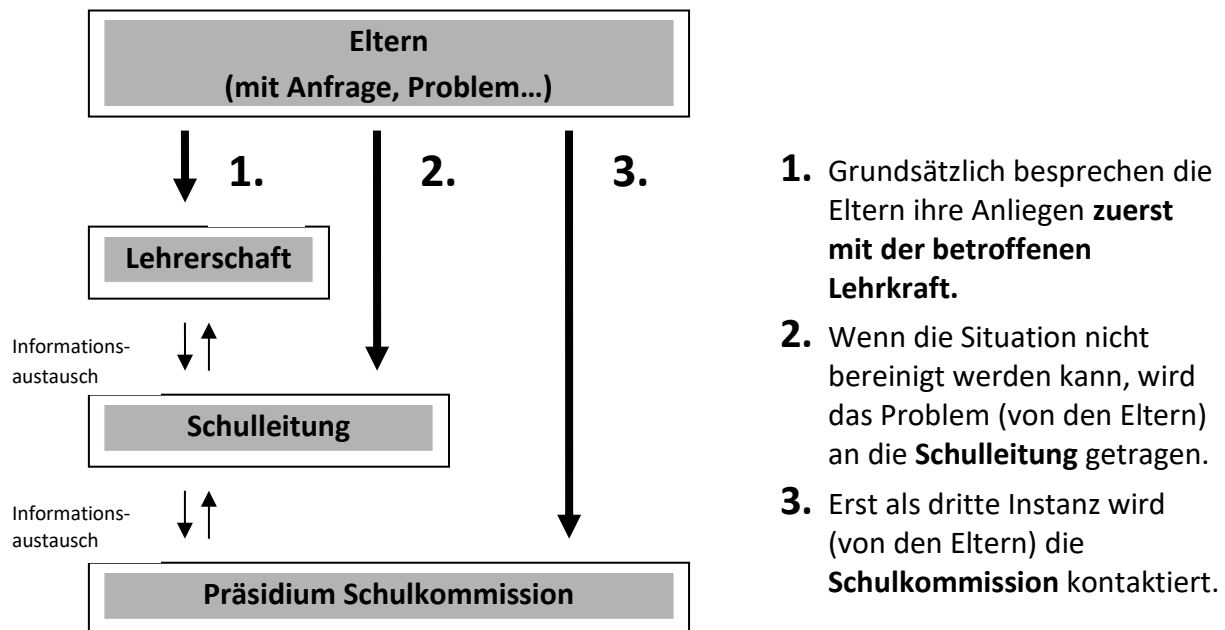 Eltern
(mit Anfrage, Problem…)
1.
2.
3.
Lehrerschaft
Informations-
austausch
Schulleitung
Informations-
austausch
Präsidium Schulkommission
1. Grundsätzlich besprechen die
Eltern ihre Anliegen zuerst
mit der betroffenen
Lehrkraft.
2. Wenn die Situation nicht
bereinigt werden kann, wird
das Problem (von den Eltern)
an die Schulleitung getragen.
3. Erst als dritte Instanz wird
(von den Eltern) die
Schulkommission kontaktiert.